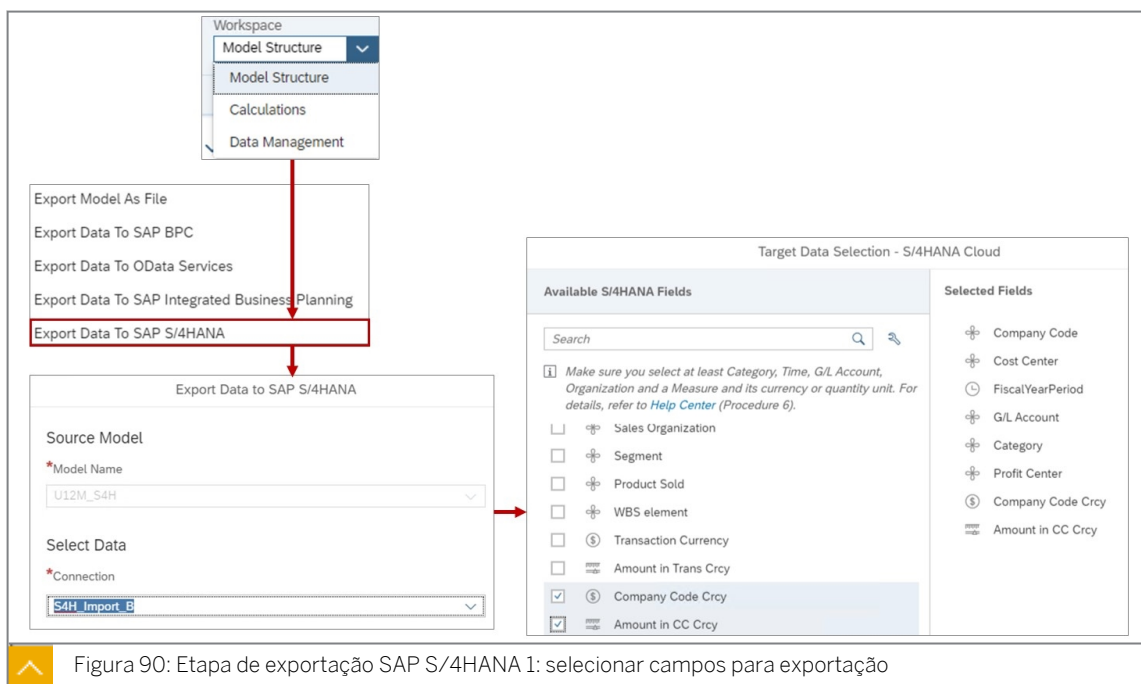 Workspace
Model Structure
Model Structure
Calculations
Data Management
Export Model As File
Export Data To SAP BPC
Export Data To OData Services
Export Data To SAP Integrated Business Planning
Export Data To SAP S/4HANA
Export Data to SAP S/4HANA
Source Model
*Model Name
U12M_S4H
Select Data
*Connection
S4H_Import_B
Target Data Selection - S/4HANA Cloud
Available S/4HANA Fields
Search
Make sure you select at least Category, Time, G/L Account,
Organization and a Measure and its currency or quantity unit. For
details, refer to Help Center (Procedure 6).
Sales Organization
Segment
Product Sold
WBS element
Transaction Currency
Amount in Trans Crcy
Company Code Crcy
Amount in CC Crcy
Selected Fields
Company Code
Cost Center
FiscalYearPeriod
G/L Account
Category
Profit Center
Company Code Crcy
Amount in CC Crcy
Figura 90: Etapa de exportação SAP S/4HANA 1: selecionar campos para exportação